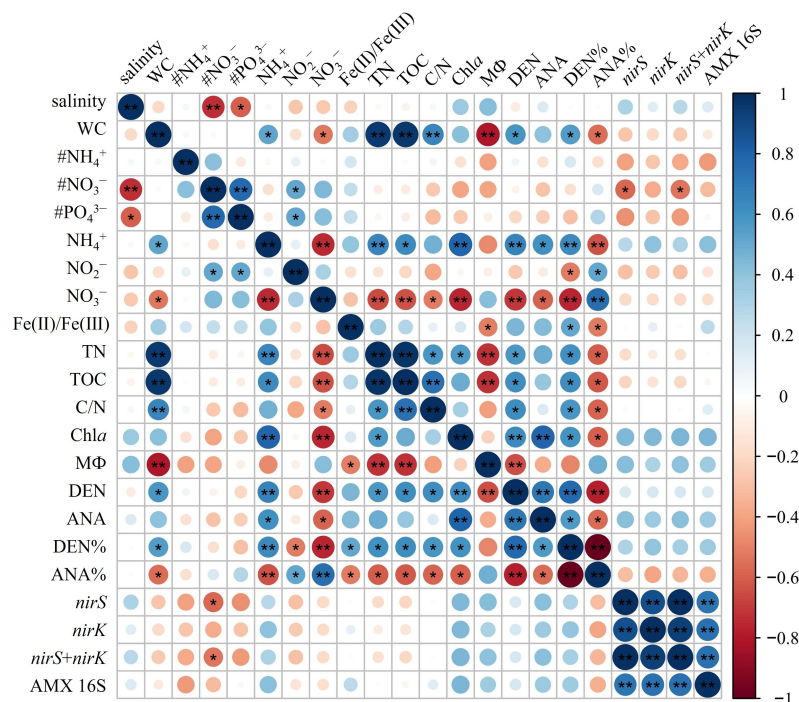 salinity WC #NH₄⁺ #NO₃⁻ #PO₄³⁻ NH₄⁺ NO₂⁻ NO₃⁻ Fe(II)/Fe(III) TN TOC C/N Chla MΦ DEN ANA DEN% ANA% nirS nirK nirS+nirK AMX 16S
salinity ** ** * 1
WC ** * * ** ** ** ** * * *
#NH₄⁺ ** 0.8
#NO₃⁻ ** ** ** * * *
#PO₄³⁻ * ** ** * 0.6
NH₄⁺ * ** ** ** * ** ** * ** **
NO₂⁻ * * ** * * 0.4
NO₃⁻ * ** ** ** ** * ** ** * ** **
Fe(II)/Fe(III) ** * * * 0.2
TN ** ** ** ** ** * * ** * * *
TOC ** * ** ** ** ** ** * * *
C/N ** * * ** ** * * * 0
Chla ** ** * ** ** ** * *
MΦ ** * ** ** ** ** −0.2
DEN * ** ** * * * ** ** ** ** ** **
ANA * * ** ** ** * * −0.4
DEN% * ** * ** * * * * ** * ** **
ANA% * ** * ** * * * * * ** * ** ** −0.6
nirS * ** ** ** **
nirK ** ** ** ** −0.8
nirS+nirK * ** ** ** **
AMX 16S ** ** ** ** −1